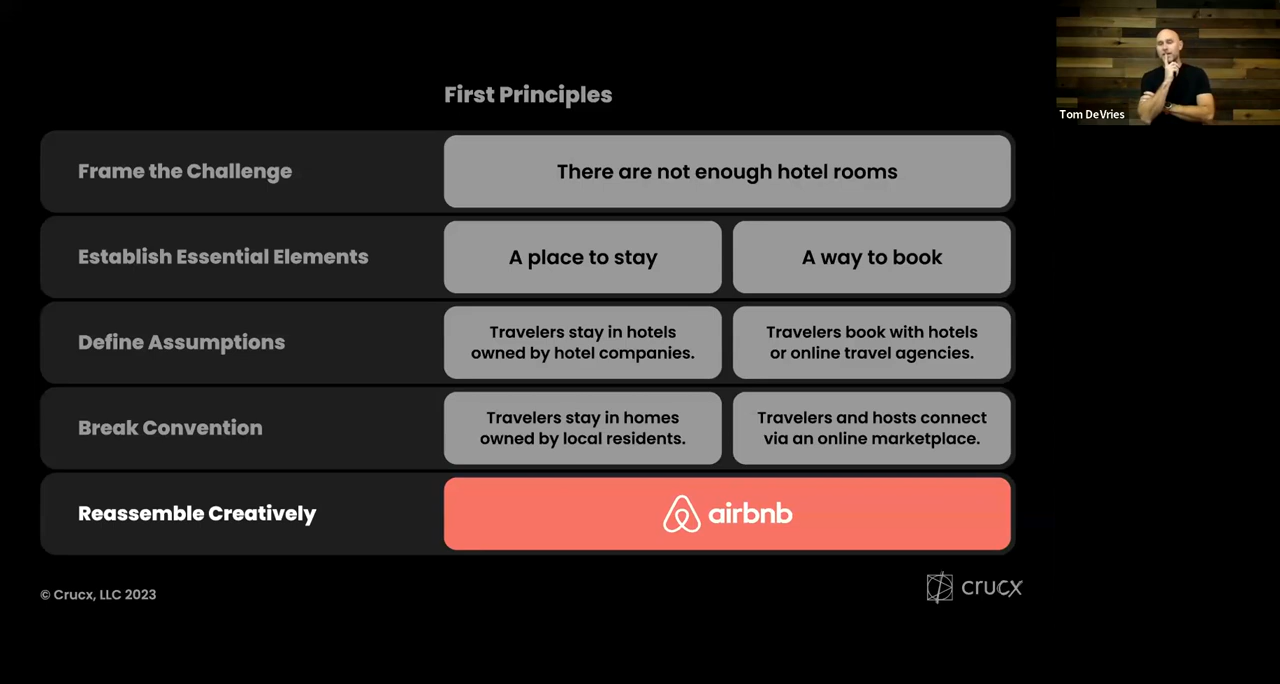 First Principles
Tom DeVries
Frame the Challenge
There are not enough hotel rooms
Establish Essential Elements
A place to stay
A way to book
Define Assumptions
Travelers stay in hotels
owned by hotel companies.
Travelers book with hotels
or online travel agencies.
Break Convention
Travelers stay in homes
owned by local residents.
Travelers and hosts connect
via an online marketplace.
Reassemble Creatively
airbnb
© Crucx, LLC 2023
crucx